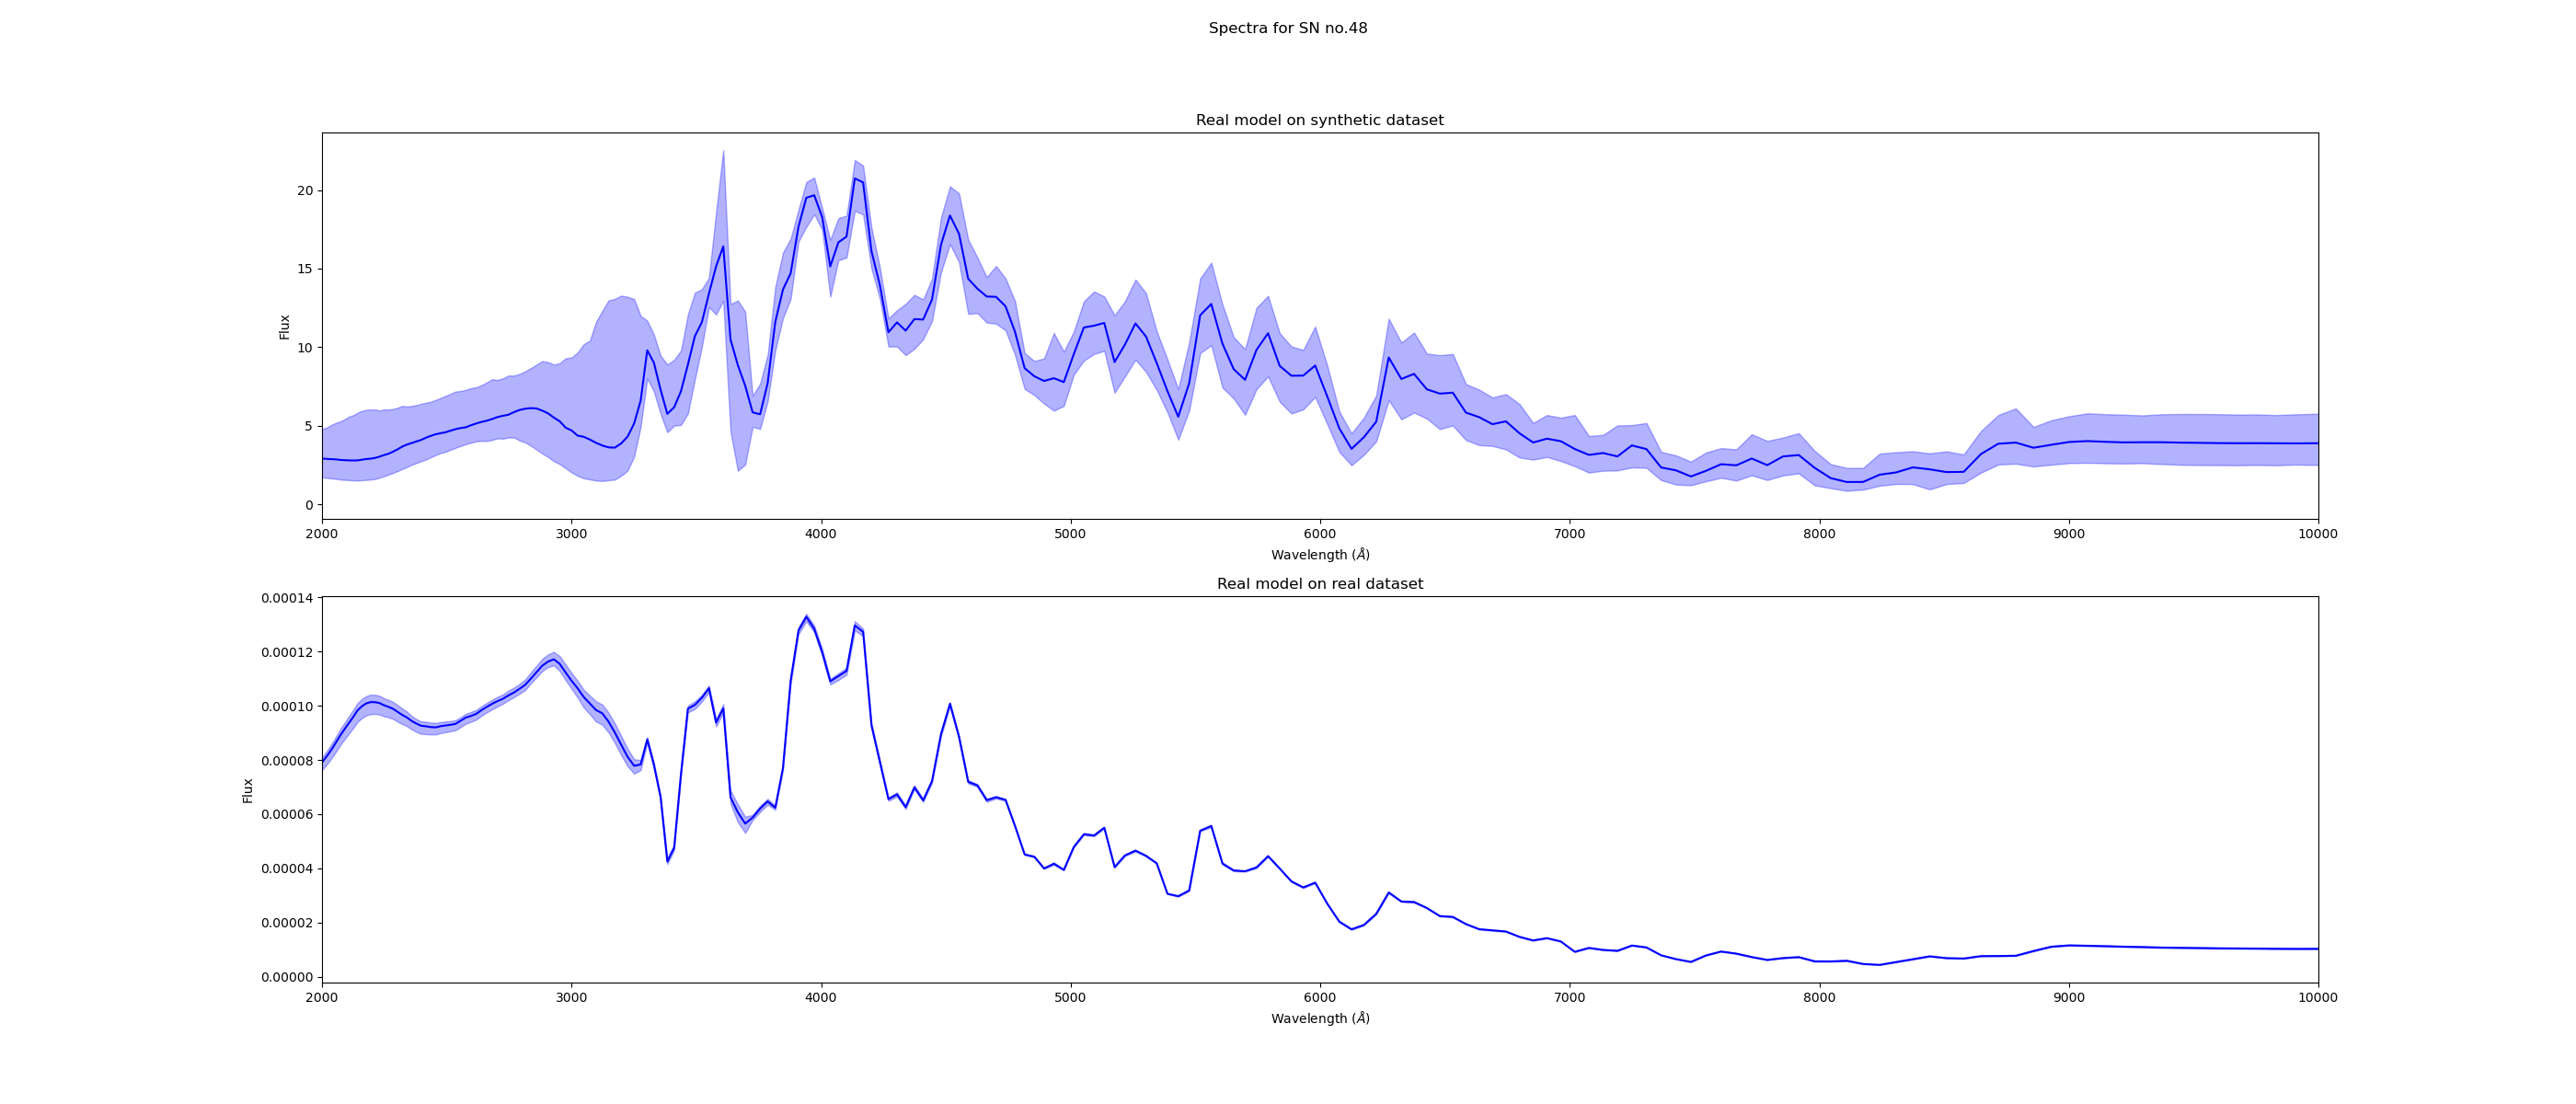 Spectra for SN no.48
Real model on synthetic dataset
Flux
20
15
10
5
0
2000 3000 4000 5000 6000 7000 8000 9000 10000
Wavelength (Å)
Real model on real dataset
Flux
0.00014
0.00012
0.00010
0.00008
0.00006
0.00004
0.00002
0.00000
2000 3000 4000 5000 6000 7000 8000 9000 10000
Wavelength (Å)